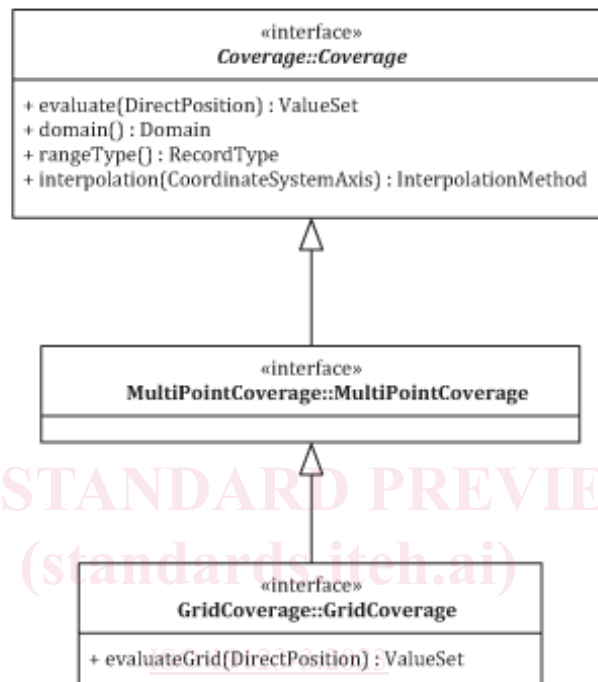 «interface»
Coverage::Coverage
+ evaluate(DirectPosition) : ValueSet
+ domain() : Domain
+ rangeType() : RecordType
+ interpolation(CoordinateSystemAxis) : InterpolationMethod
«interface»
MultiPointCoverage::MultiPointCoverage
STANDARD PREVIE
(standards.iteh.ai)
«interface»
GridCoverage::GridCoverage
+ evaluateGrid(DirectPosition) : ValueSet